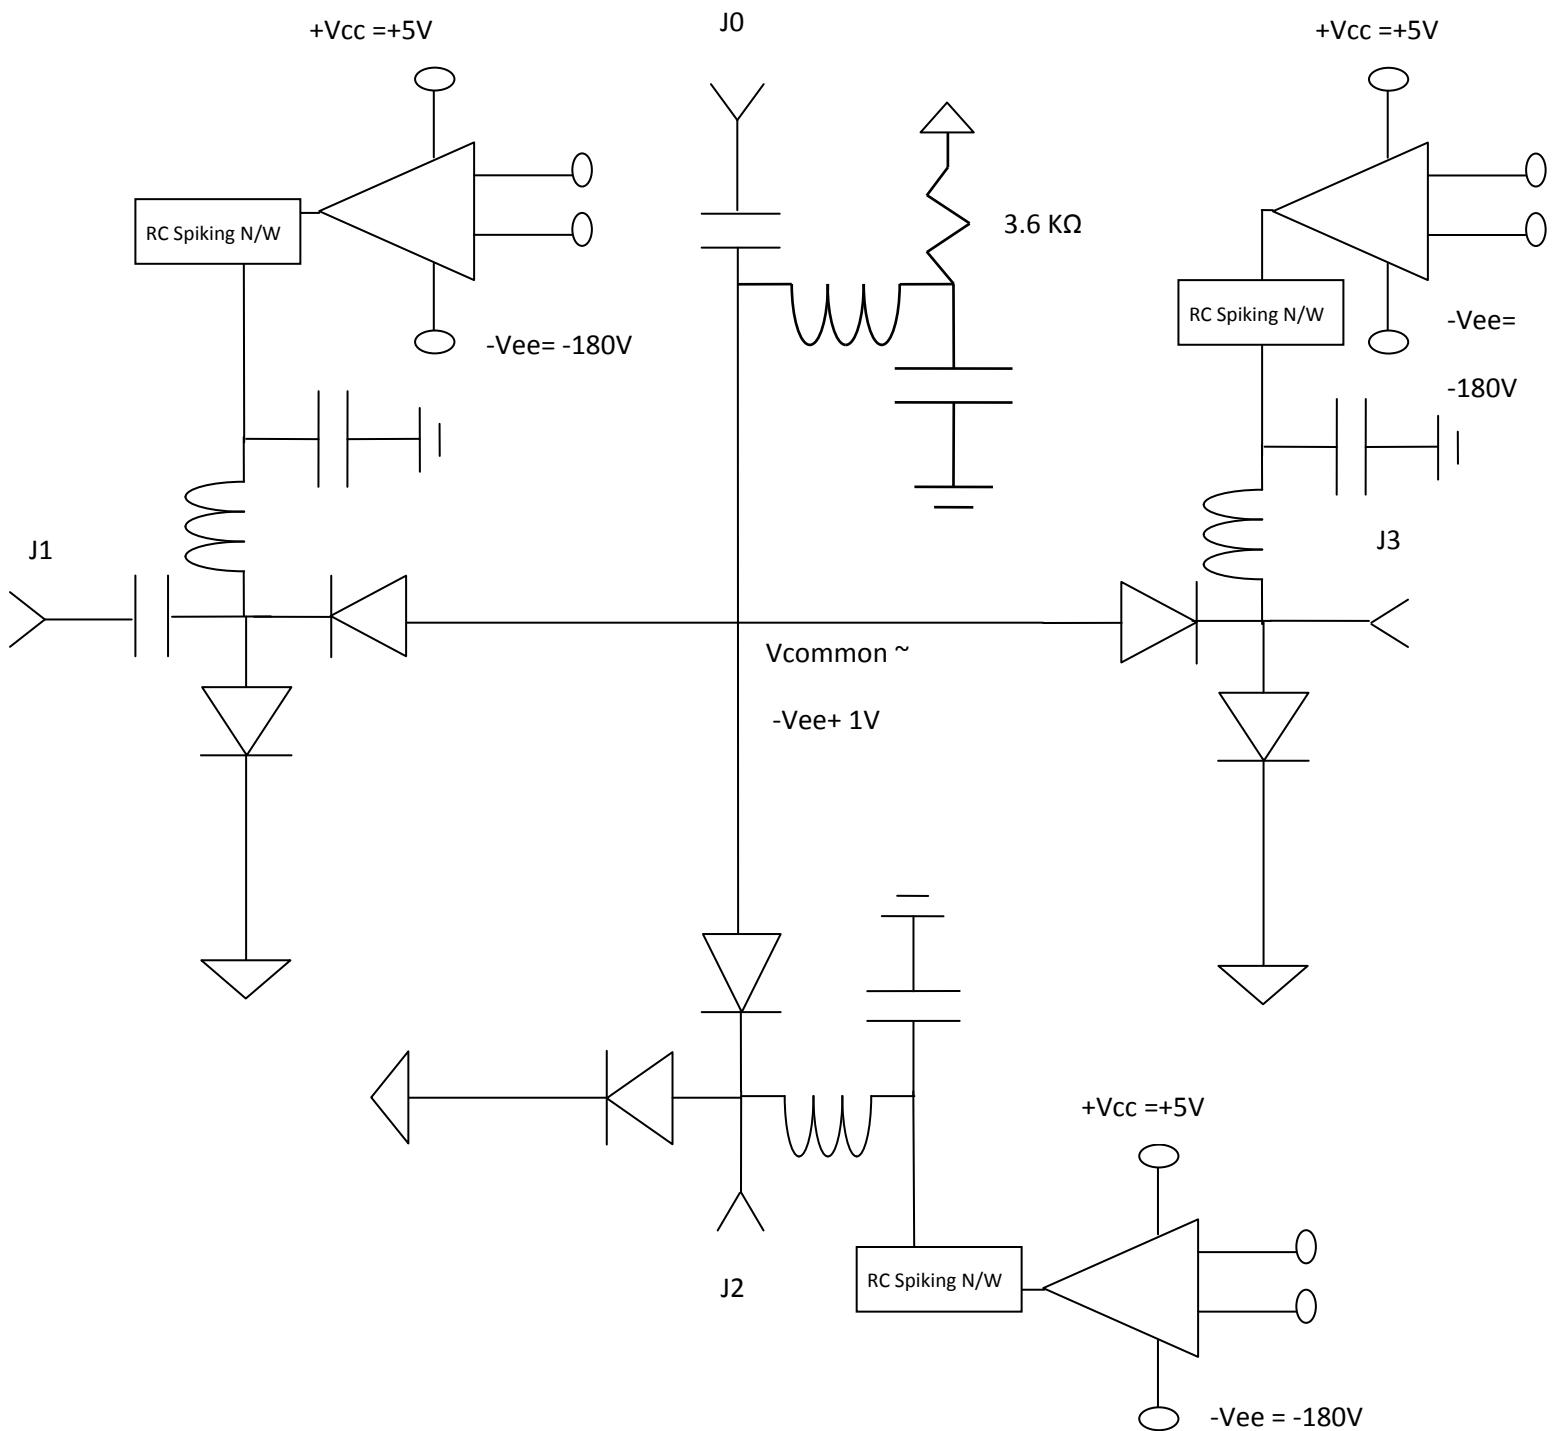 +Vcc =+5V
J0
+Vcc =+5V
RC Spiking N/W
3.6 KΩ
RC Spiking N/W
-Vee= -180V
-Vee=
-180V
J1
J3
Vcommon ~
-Vee+ 1V
+Vcc =+5V
J2
RC Spiking N/W
-Vee = -180V